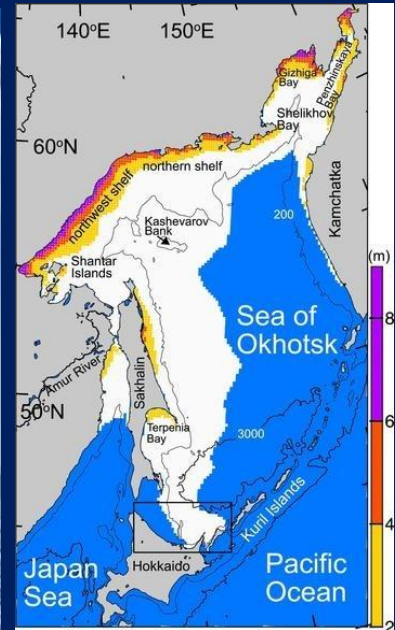 140°E
150°E
Gizhiga
Bay
Penzhinskaya
Bay
Shelikhov
Bay
60°N
northern shelf
northwest shelf
Kamchatka
200
Kashevarov
Bank
(m)
Shantar
Islands
8
Sea of
Okhotsk
Amur River
Sakhalin
50°N
6
Terpenia
Bay
3000
Kuril Islands
4
Japan
Sea
Hokkaido
Pacific
Ocean
2